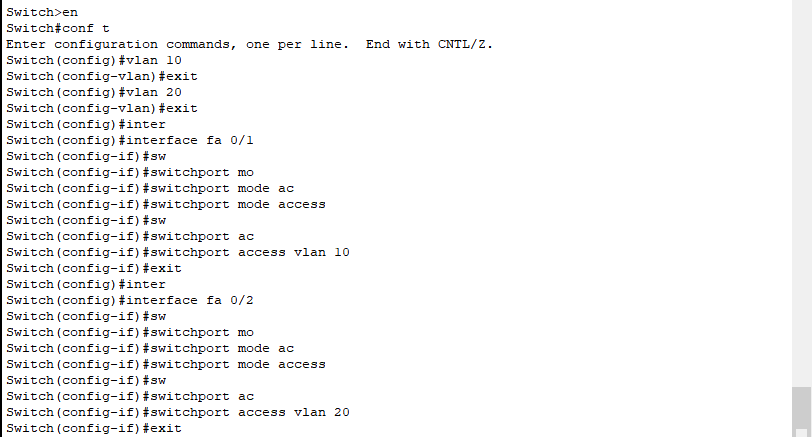 Switch>en
Switch#conf t
Enter configuration commands, one per line.  End with CNTL/Z.
Switch(config)#vlan 10
Switch(config-vlan)#exit
Switch(config)#vlan 20
Switch(config-vlan)#exit
Switch(config)#inter
Switch(config)#interface fa 0/1
Switch(config-if)#sw
Switch(config-if)#switchport mo
Switch(config-if)#switchport mode ac
Switch(config-if)#switchport mode access
Switch(config-if)#sw
Switch(config-if)#switchport ac
Switch(config-if)#switchport access vlan 10
Switch(config-if)#exit
Switch(config)#inter
Switch(config)#interface fa 0/2
Switch(config-if)#sw
Switch(config-if)#switchport mo
Switch(config-if)#switchport mode ac
Switch(config-if)#switchport mode access
Switch(config-if)#sw
Switch(config-if)#switchport ac
Switch(config-if)#switchport access vlan 20
Switch(config-if)#exit